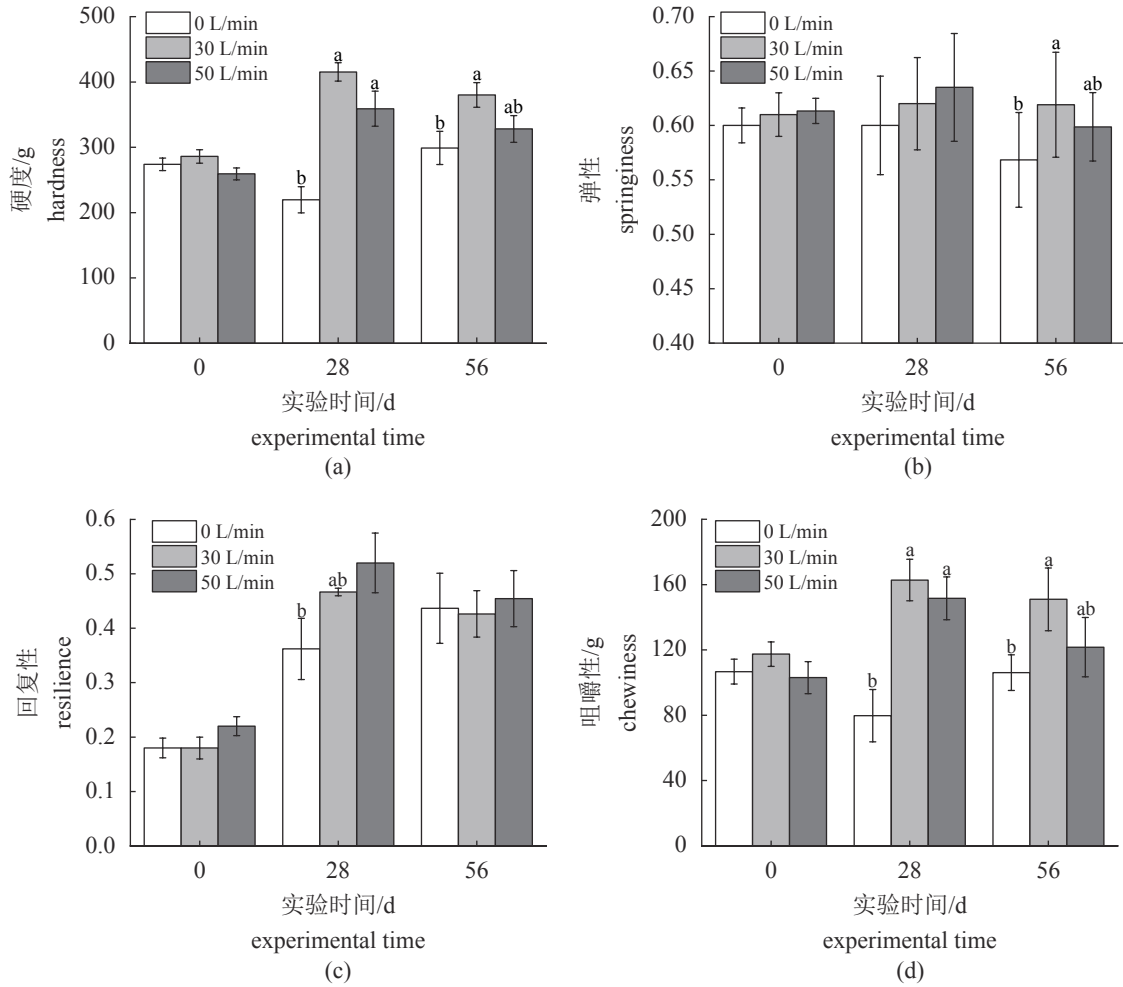 500
400
300
200
100
0
硬度/g
hardness
0 L/min
30 L/min
50 L/min
b
a
a
b
a
ab
0
28
56
实验时间/d
experimental time
(a)
0.70
0.65
0.60
0.55
0.50
0.45
0.40
弹性
springiness
0 L/min
30 L/min
50 L/min
b
a
ab
0
28
56
实验时间/d
experimental time
(b)
0.6
0.5
0.4
0.3
0.2
0.1
0.0
回复性
resilience
0 L/min
30 L/min
50 L/min
b
ab
0
28
56
实验时间/d
experimental time
(c)
200
160
120
80
40
0
咀嚼性/g
chewiness
0 L/min
30 L/min
50 L/min
b
a
a
b
a
ab
0
28
56
实验时间/d
experimental time
(d)